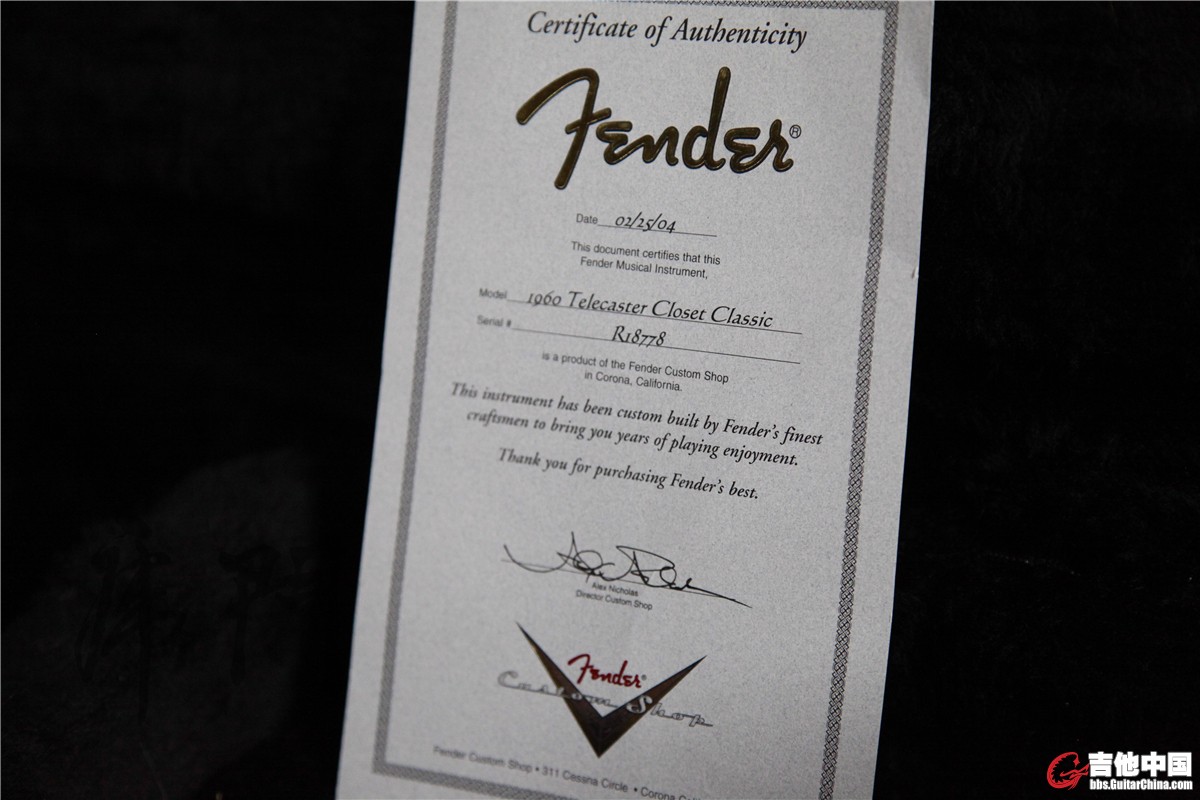 Certificate of Authenticity
Fender®
Date 02/25/04
This document certifies that this
Fender Musical Instrument,
Model 1960 Telecaster Closet Classic
Serial # R18778
is a product of the Fender Custom Shop
in Corona, California.
This instrument has been custom built by Fender's finest
craftsmen to bring you years of playing enjoyment.
Thank you for purchasing Fender's best.
Alex Nicholas
Director Custom Shop
Fender®
Custom Shop
Fender Custom Shop • 311 Cessna Circle • Corona
吉他中国
bbs.GuitarChina.com